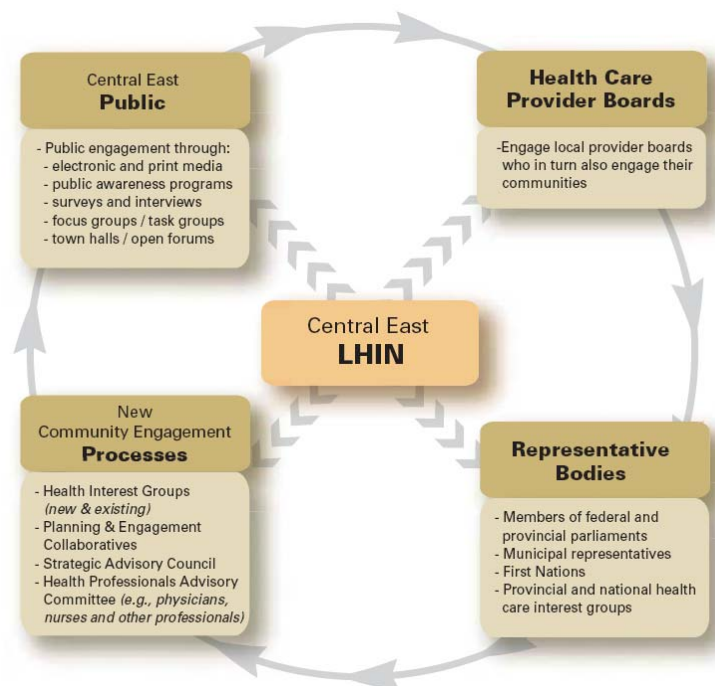 Central East
Public
- Public engagement through:
- electronic and print media
- public awareness programs
- surveys and interviews
- focus groups / task groups
- town halls / open forums
Health Care
Provider Boards
-Engage local provider boards
who in turn also engage their
communities
Central East
LHIN
New
Community Engagement
Processes
- Health Interest Groups
(new & existing)
- Planning & Engagement
Collaboratives
- Strategic Advisory Council
- Health Professionals Advisory
Committee (e.g., physicians,
nurses and other professionals)
Representative
Bodies
- Members of federal and
provincial parliaments
- Municipal representatives
- First Nations
- Provincial and national health
care interest groups